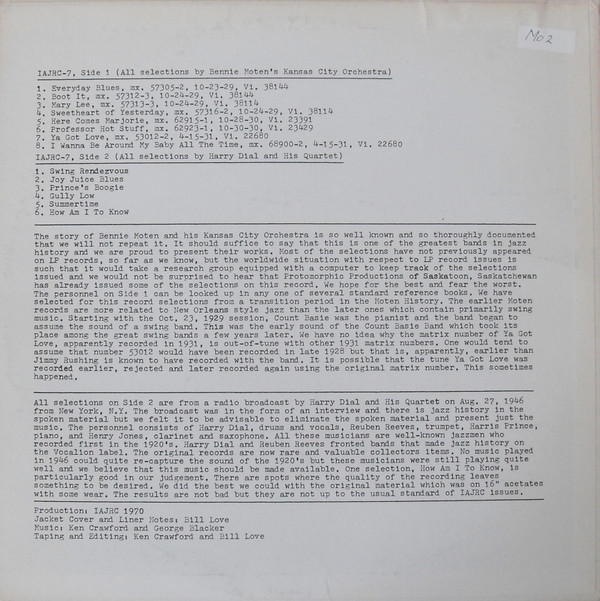 Mo2
IAJRC-7, Side 1 (All selections by Bennie Moten's Kansas City Orchestra)
1. Everyday Blues, mx. 57305-2, 10-23-29, Vi. 38144
2. Boot It, mx. 57312-3, 10-24-29, Vi. 38144
3. Mary Lee, mx. 57313-3, 10-24-29, Vi. 38114
4. Sweetheart of Yesterday, mx. 57316-2, 10-24-29, Vi. 38114
5. Here Comes Marjorie, mx. 62915-1, 10-28-30, Vi. 23391
6. Professor Hot Stuff, mx. 62923-1, 10-30-30, Vi. 23429
7. Ya Got Love, mx. 53012-2, 4-15-31, Vi. 22680
8. I Wanna Be Around My Baby All The Time, mx. 68900-2, 4-15-31, Vi. 22680
IAJRC-7, Side 2 (All selections by Harry Dial and His Quartet)
1. Swing Rendezvous
2. Joy Juice Blues
3. Prince's Boogie
4. Gully Low
5. Summertime
6. How Am I To Know
The story of Bennie Moten and his Kansas City Orchestra is so well known and so thoroughly documented
that we will not repeat it. It should suffice to say that this is one of the greatest bands in jazz
history and we are proud to present their works. Most of the selections have not previously appeared
on LP records, so far as we know, but the worldwide situation with respect to LP record issues is
such that it would take a research group equipped with a computer to keep track of the selections
issued and we would not be surprised to hear that Protomorphic Productions of Saskatoon, Saskatchewan
has already issued some of the selections on this record. We hope for the best and fear the worst.
The personnel on Side 1 can be looked up in any one of several standard reference books. We have
selected for this record selections from a transition period in the Moten History. The earlier Moten
records are more related to New Orleans style jazz than the later ones which contain primarily swing
music. Starting with the Oct. 23, 1929 session, Count Basie was the pianist and the band began to
assume the sound of a swing band. This was the early sound of the Count Basie Band which took its
place among the great swing bands a few years later. We have no idea why the matrix number of Ya Got
Love, apparently recorded in 1931, is out-of-tune with other 1931 matrix numbers. One would tend to
assume that number 53012 would have been recorded in late 1928 but that is, apparently, earlier than
Jimmy Rushing is known to have recorded with the band. It is possible that the tune Ya Got Love was
recorded earlier, rejected and later recorded again using the original matrix number. This sometimes
happened.
All selections on Side 2 are from a radio broadcast by Harry Dial and His Quartet on Aug. 27, 1946
from New York, N.Y. The broadcast was in the form of an interview and there is jazz history in the
spoken material but we felt it to be advisable to eliminate the spoken material and present just the
music. The personnel consists of Harry Dial, drums and vocals, Reuben Reeves, trumpet, Harris Prince,
piano, and Henry Jones, clarinet and saxophone. All these musicians are well-known jazzmen who
recorded first in the 1920's. Harry Dial and Reuben Reeves fronted bands that made jazz history on
the Vocalion label. The original records are now rare and valuable collectors items. No music played
in 1946 could quite re-capture the sound of the 1920's but these musicians were still playing quite
well and we believe that this music should be made available. One selection, How Am I To Know, is
particularly good in our judgement. There are spots where the quality of the recording leaves
something to be desired. We did the best we could with the original material which was on 16" acetates
with some wear. The results are not bad but they are not up to the usual standard of IAJRC issues.
Production: IAJRC 1970
Jacket Cover and Liner Notes: Bill Love
Music: Ken Crawford and George Blacker
Taping and Editing: Ken Crawford and Bill Love